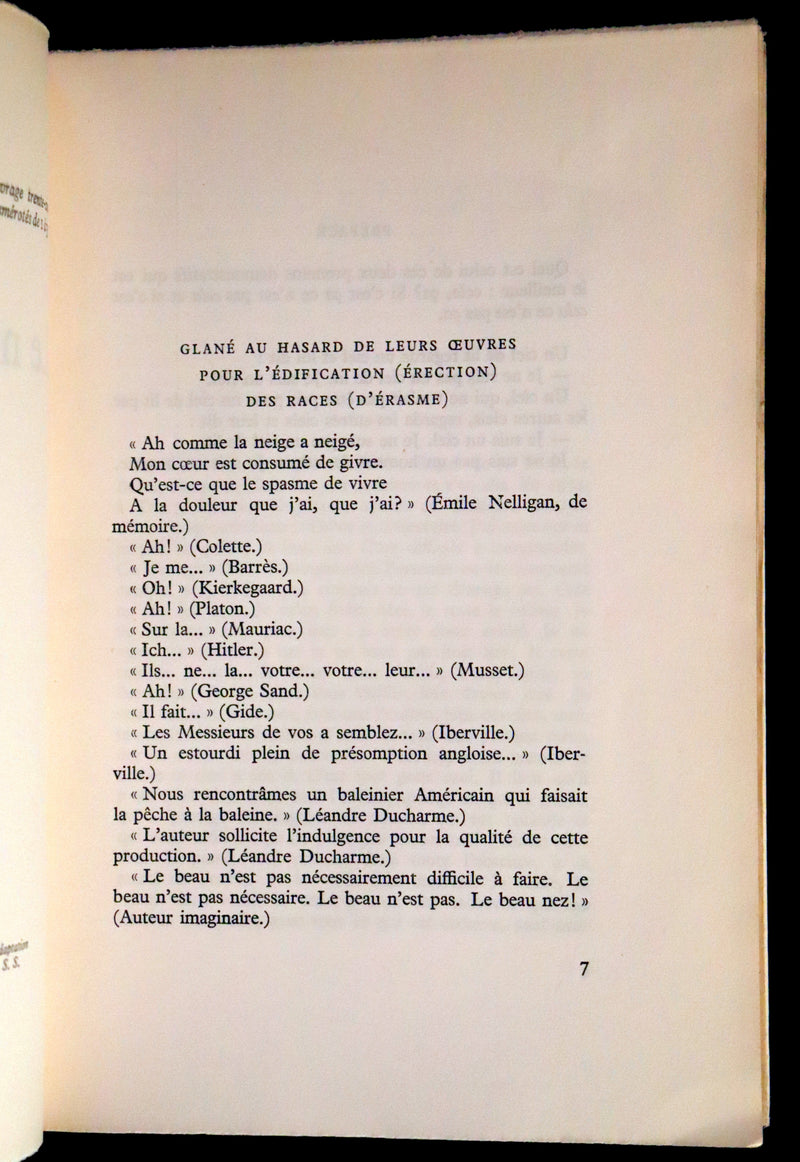 vrage trente-
mérotés de 1
GLANÉ AU HASARD DE LEURS ŒUVRES
POUR L'ÉDIFICATION (ÉRECTION)
DES RACES (D'ÉRASME)
« Ah comme la neige a neigé,
Mon cœur est consumé de givre.
Qu'est-ce que le spasme de vivre
A la douleur que j'ai, que j'ai? » (Émile Nelligan, de
mémoire.)
« Ah! » (Colette.)
« Je me... » (Barrès.)
« Oh! » (Kierkegaard.)
« Ah! » (Platon.)
« Sur la... » (Mauriac.)
« Ich... » (Hitler.)
« Ils... ne... la... votre... votre... leur... » (Musset.)
« Ah! » (George Sand.)
« Il fait... » (Gide.)
« Les Messieurs de vos a semblez... » (Iberville.)
« Un estourdi plein de présomption angloise... » (Iber-
ville.)
« Nous rencontrâmes un baleinier Américain qui faisait
la pêche à la baleine. » (Léandre Ducharme.)
« L'auteur sollicite l'indulgence pour la qualité de cette
production. » (Léandre Ducharme.)
« Le beau n'est pas nécessairement difficile à faire. Le
beau n'est pas nécessaire. Le beau n'est pas. Le beau nez! »
(Auteur imaginaire.)
7
daptation
S. S.